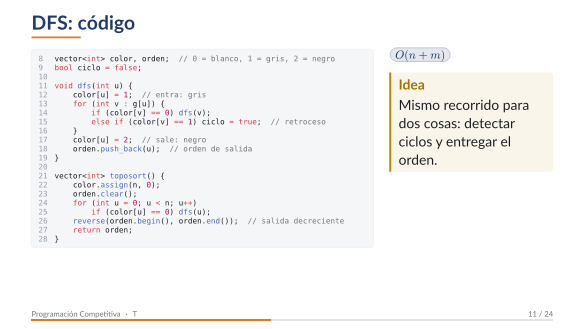 DFS: código
8 vector<int> color, orden;  // 0 = blanco, 1 = gris, 2 = negro
9 bool ciclo = false;
10
11 void dfs(int u) {
12     color[u] = 1;  // entra: gris
13     for (int v : g[u]) {
14         if (color[v] == 0) dfs(v);
15         else if (color[v] == 1) ciclo = true;  // retroceso
16     }
17     color[u] = 2;  // sale: negro
18     orden.push_back(u);  // orden de salida
19 }
20
21 vector<int> toposort() {
22     color.assign(n, 0);
23     orden.clear();
24     for (int u = 0; u < n; u++)
25         if (color[u] == 0) dfs(u);
26     reverse(orden.begin(), orden.end());  // salida decreciente
27     return orden;
28 }
O(n + m)
Idea
Mismo recorrido para
dos cosas: detectar
ciclos y entregar el
orden.
Programación Competitiva · T
11 / 24